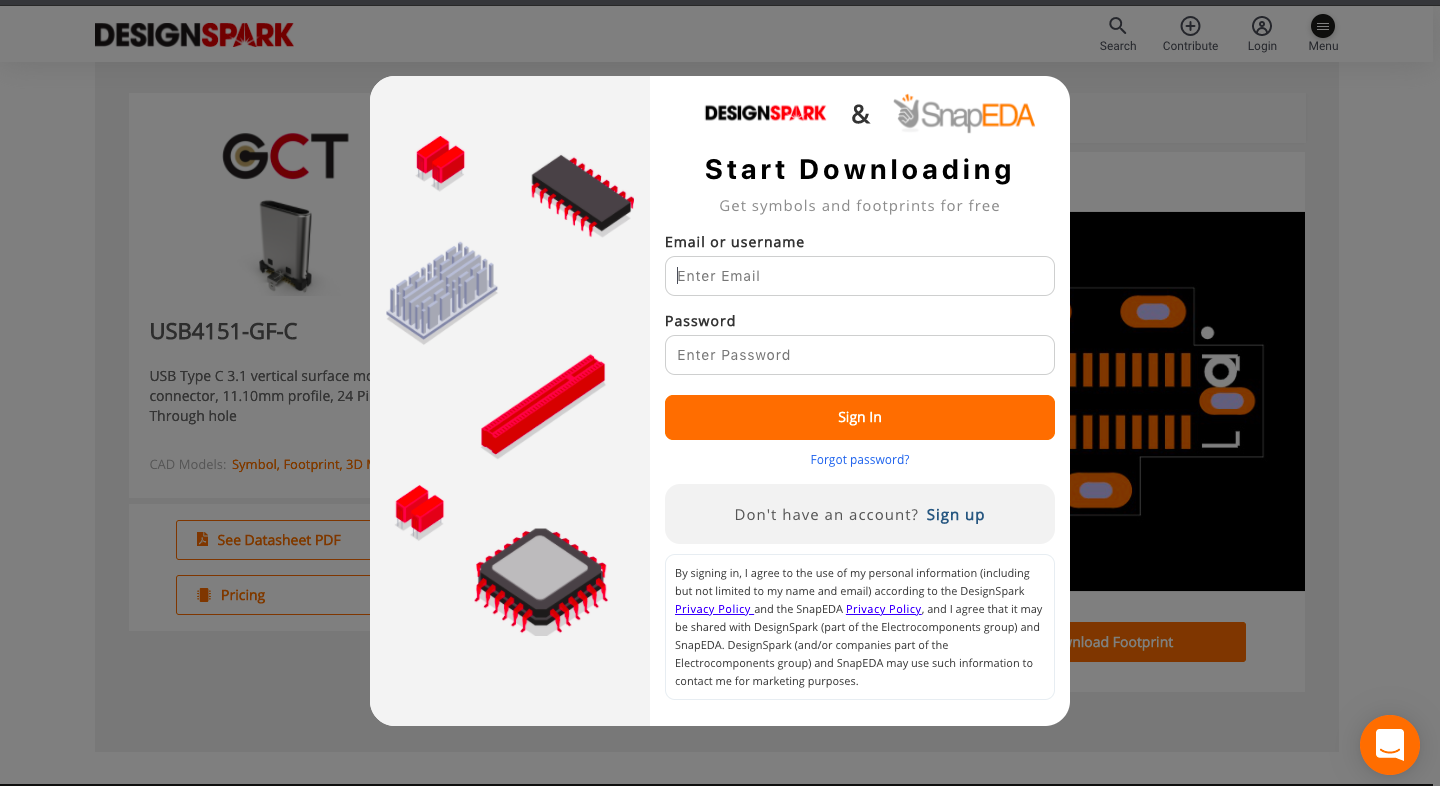 DESIGNSPARK
Search
Contribute
Login
Menu
GCT
USB4151-GF-C
USB Type C 3.1 vertical surface
connector, 11.10mm profile, 24
Through hole
CAD Models: Symbol, Footprint, 3D
See Datasheet PDF
Pricing
DESIGNSPARK & SnapEDA
Start Downloading
Get symbols and footprints for free
Email or username
Enter Email
Password
Enter Password
Sign In
Forgot password?
Don't have an account? Sign up
By signing in, I agree to the use of my personal information (including
but not limited to my name and email) according to the DesignSpark
Privacy Policy and the SnapEDA Privacy Policy, and I agree that it may
be shared with DesignSpark (part of the Electrocomponents group) and
SnapEDA. DesignSpark (and/or companies part of the
Electrocomponents group) and SnapEDA may use such information to
contact me for marketing purposes.
Footprint